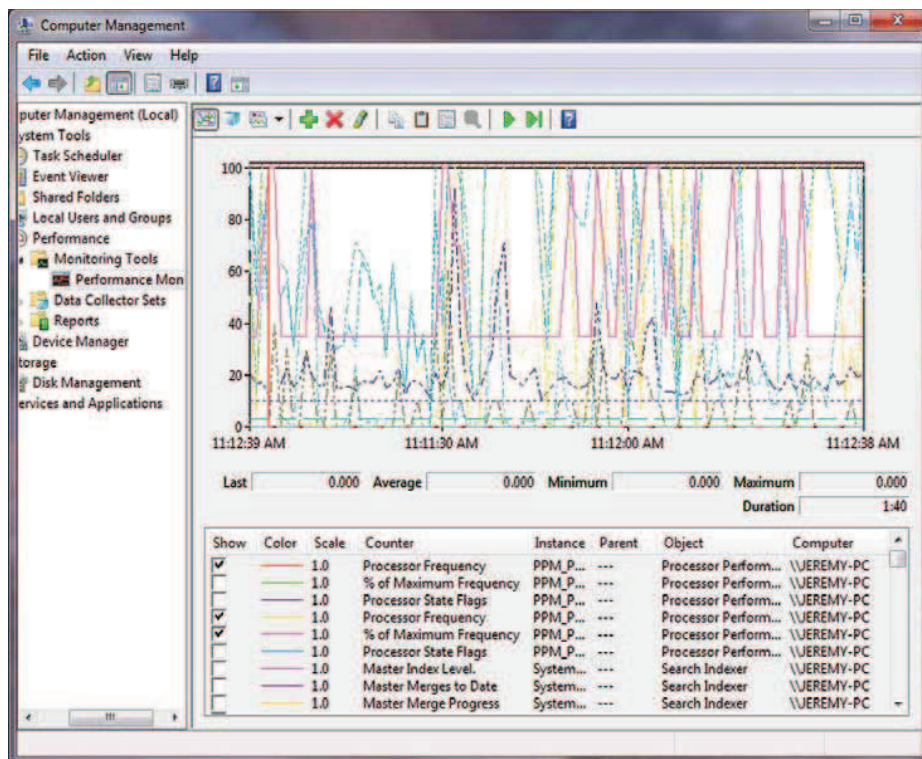 Computer Management
File Action View Help
puter Management (Local)
ystem Tools
Task Scheduler
Event Viewer
Shared Folders
Local Users and Groups
Performance
Monitoring Tools
Performance Mon
Data Collector Sets
Reports
Device Manager
torage
Disk Management
ervices and Applications
100
80
60
40
20
0
11:12:39 AM 11:11:30 AM 11:12:00 AM 11:12:38 AM
Last 0.000 Average 0.000 Minimum 0.000 Maximum 0.000
Duration 1:40
Show Color Scale Counter Instance Parent Object Computer
1.0 Processor Frequency PPM_P... --- Processor Perform... \\JEREMY-PC
1.0 % of Maximum Frequency PPM_P... --- Processor Perform... \\JEREMY-PC
1.0 Processor State Flags PPM_P... --- Processor Perform... \\JEREMY-PC
1.0 Processor Frequency PPM_P... --- Processor Perform... \\JEREMY-PC
1.0 % of Maximum Frequency PPM_P... --- Processor Perform... \\JEREMY-PC
1.0 Processor State Flags PPM_P... --- Processor Perform... \\JEREMY-PC
1.0 Master Index Level. System... --- Search Indexer \\JEREMY-PC
1.0 Master Merges to Date System... --- Search Indexer \\JEREMY-PC
1.0 Master Merge Progress System... --- Search Indexer \\JEREMY-PC